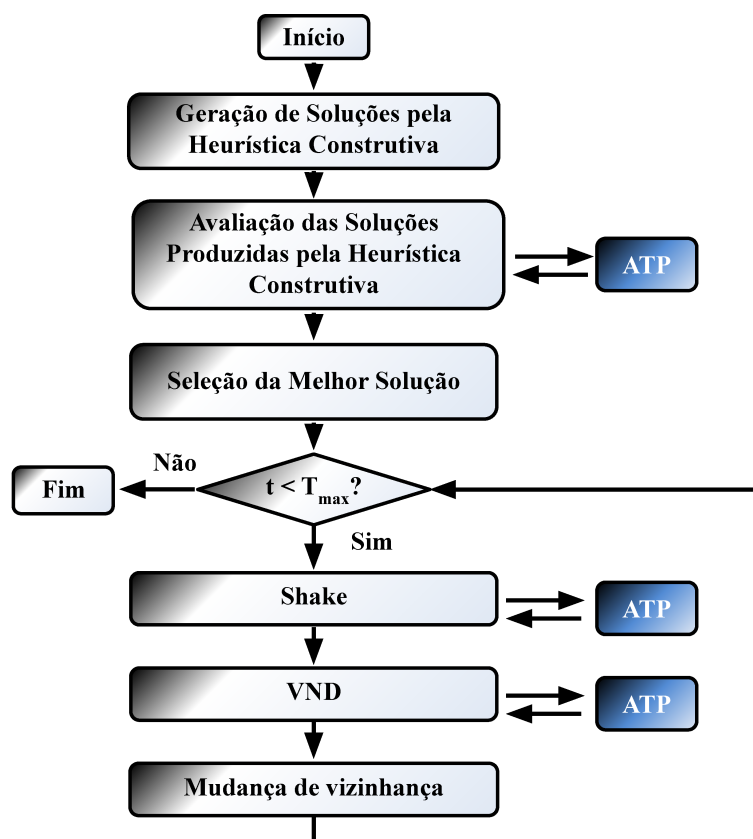 Início
Geração de Soluções pela
Heurística Construtiva
Avaliação das Soluções
Produzidas pela Heurística
Construtiva
ATP
Seleção da Melhor Solução
Não
Fim
t < Tmax?
Sim
Shake
ATP
VND
ATP
Mudança de vizinhança